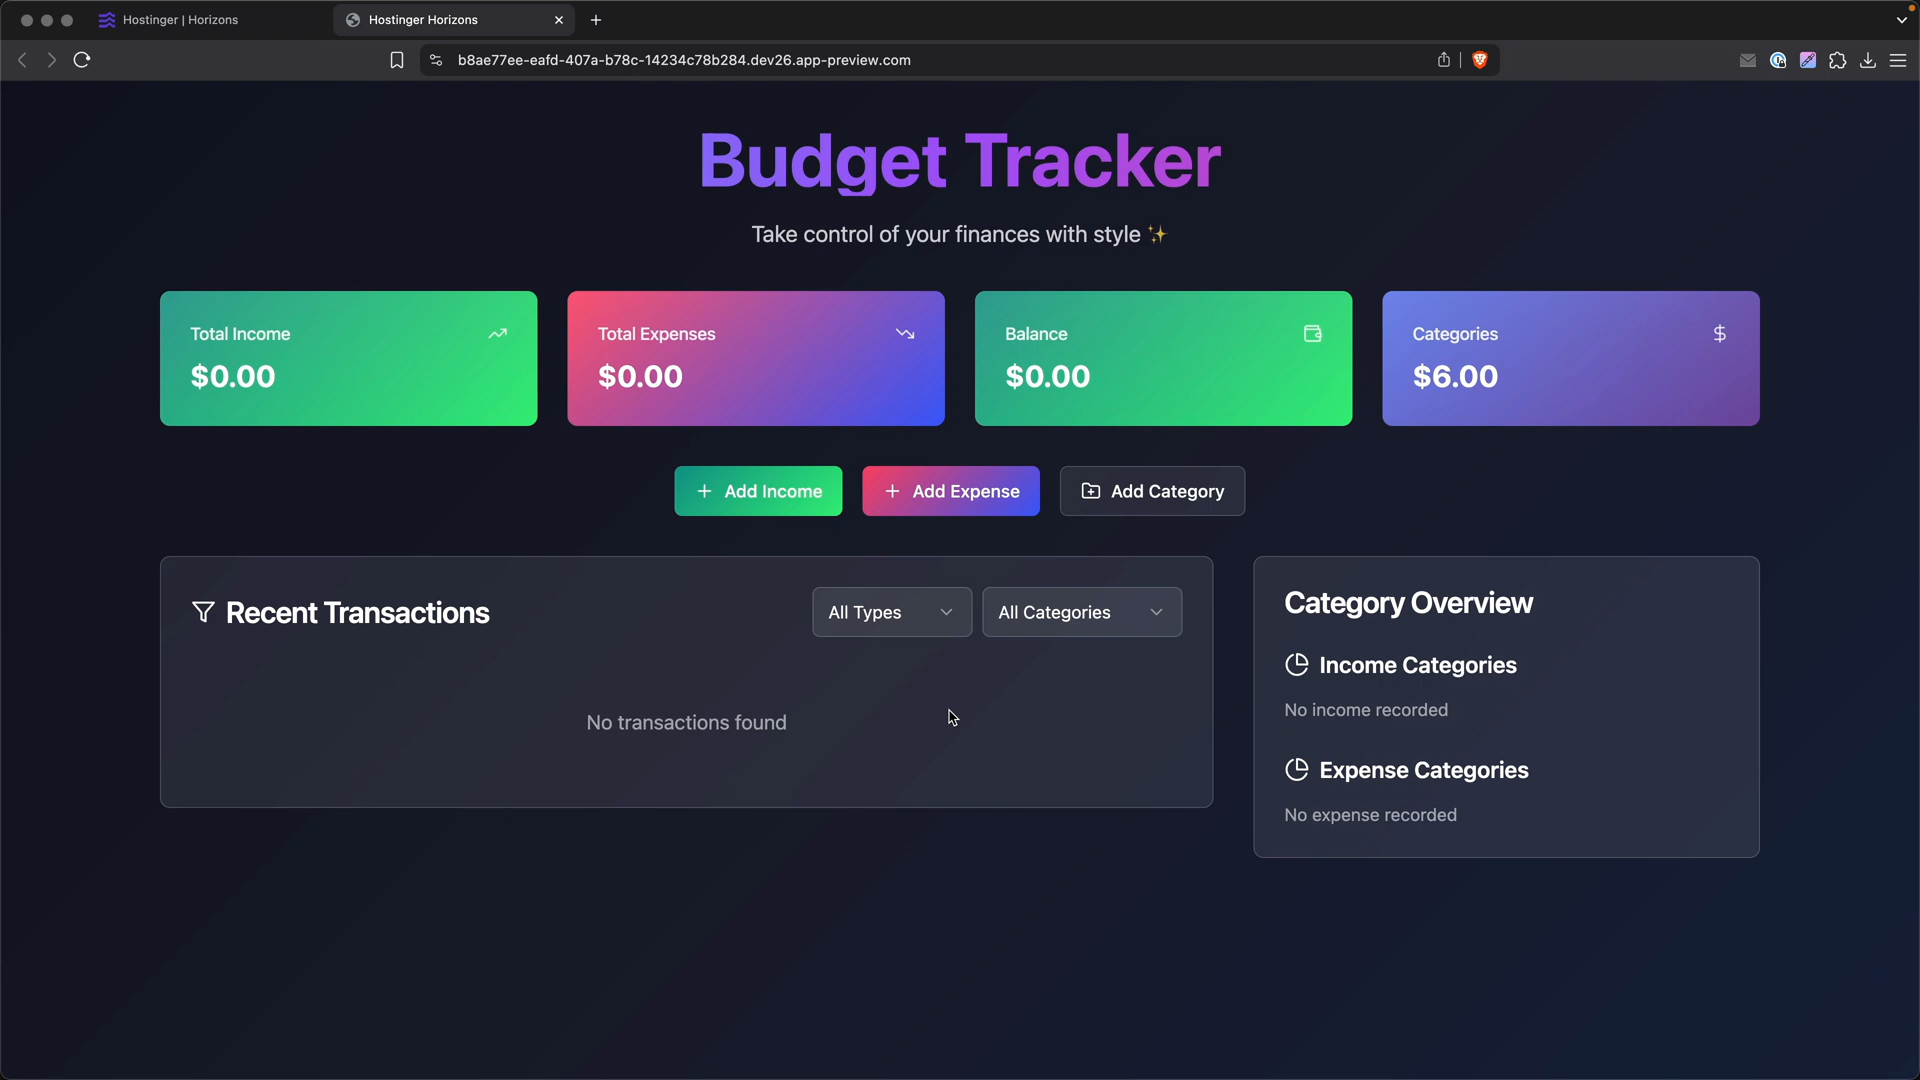 Hostinger | Horizons
Hostinger Horizons
b8ae77ee-eafd-407a-b78c-14234c78b284.dev26.app-preview.com
Budget Tracker
Take control of your finances with style ✨
Total Income
$0.00
Total Expenses
$0.00
Balance
$0.00
Categories
$
$6.00
+ Add Income
+ Add Expense
Add Category
Recent Transactions
All Types
All Categories
No transactions found
Category Overview
Income Categories
No income recorded
Expense Categories
No expense recorded